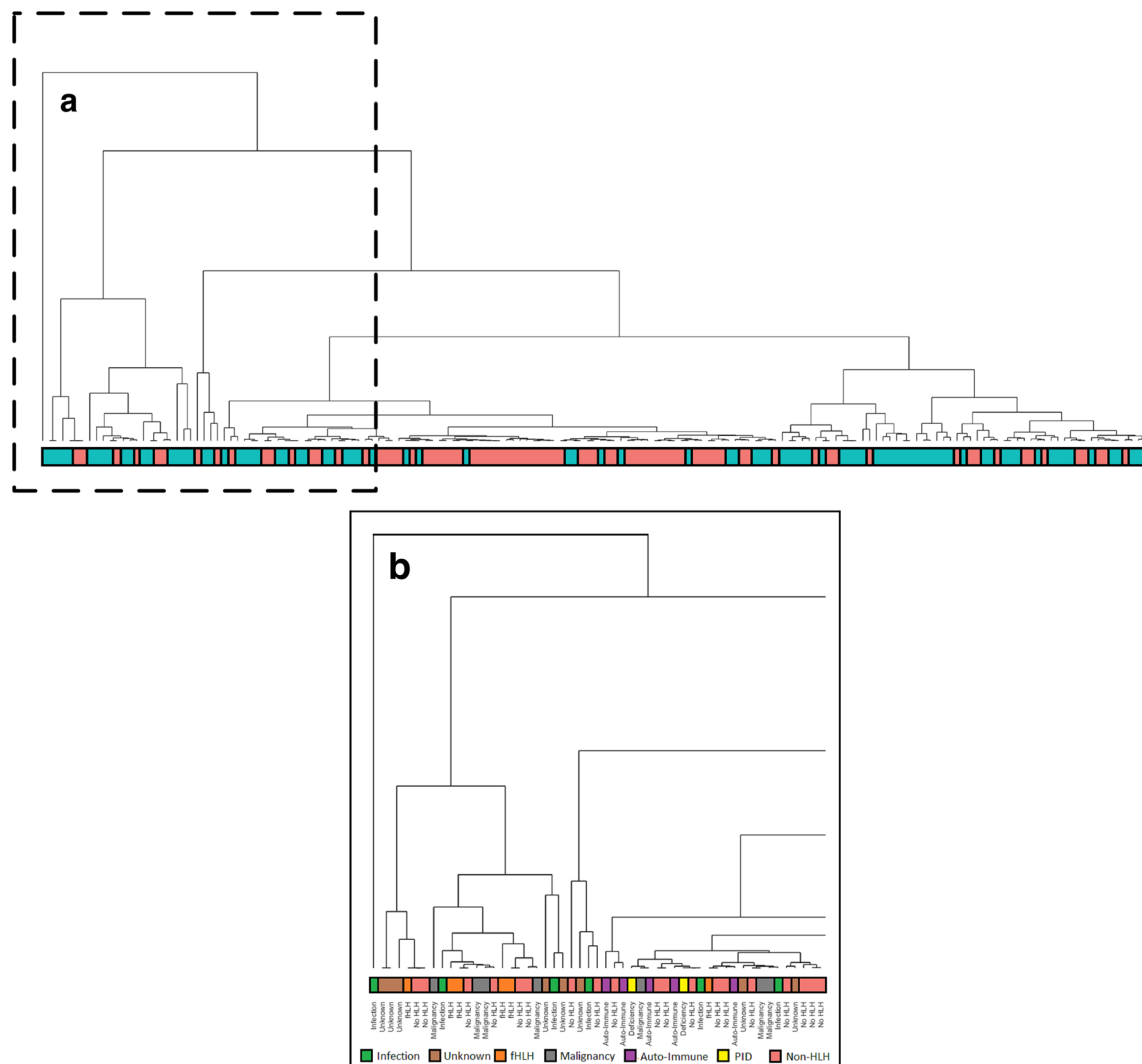 a
b
Infection
Unknown
Unknown
Unknown
fHLH
No HLH
No HLH
Malignancy
Infection
fHLH
fHLH
No HLH
Malignancy
Malignancy
No HLH
fHLH
fHLH
No HLH
No HLH
Malignancy
Unknown
Infection
Unknown
No HLH
Unknown
Infection
No HLH
Auto-Immune
No HLH
Auto-Immune
Deficiency
Malignancy
Auto-Immune
No HLH
No HLH
Auto-Immune
Deficiency
No HLH
Infection
fHLH
No HLH
No HLH
Auto-Immune
Unknown
No HLH
Malignancy
Malignancy
Infection
No HLH
Unknown
No HLH
No HLH
No HLH
Infection Unknown fHLH Malignancy Auto-Immune PID Non-HLH